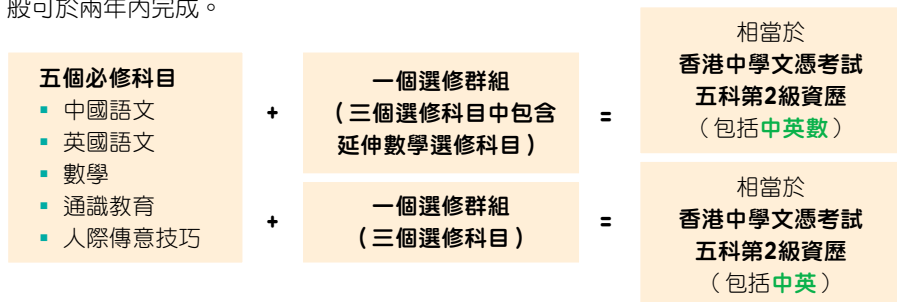 般可於兩年內完成。
五個必修科目
▪ 中國語文
▪ 英國語文
▪ 數學
▪ 通識教育
▪ 人際傳意技巧
+
一個選修群組
(三個選修科目中包含
延伸數學選修科目)
=
相當於
香港中學文憑考試
五科第2級資歷
(包括中英數)
+
一個選修群組
(三個選修科目)
=
相當於
香港中學文憑考試
五科第2級資歷
(包括中英)